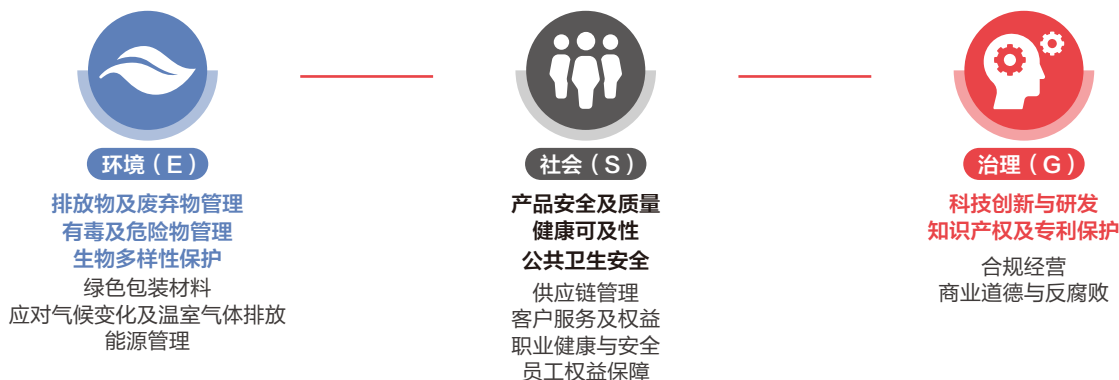 环境（E）
排放物及废弃物管理
有毒及危险物管理
生物多样性保护
绿色包装材料
应对气候变化及温室气体排放
能源管理
社会（S）
产品安全及质量
健康可及性
公共卫生安全
供应链管理
客户服务及权益
职业健康与安全
员工权益保障
治理（G）
科技创新与研发
知识产权及专利保护
合规经营
商业道德与反腐败